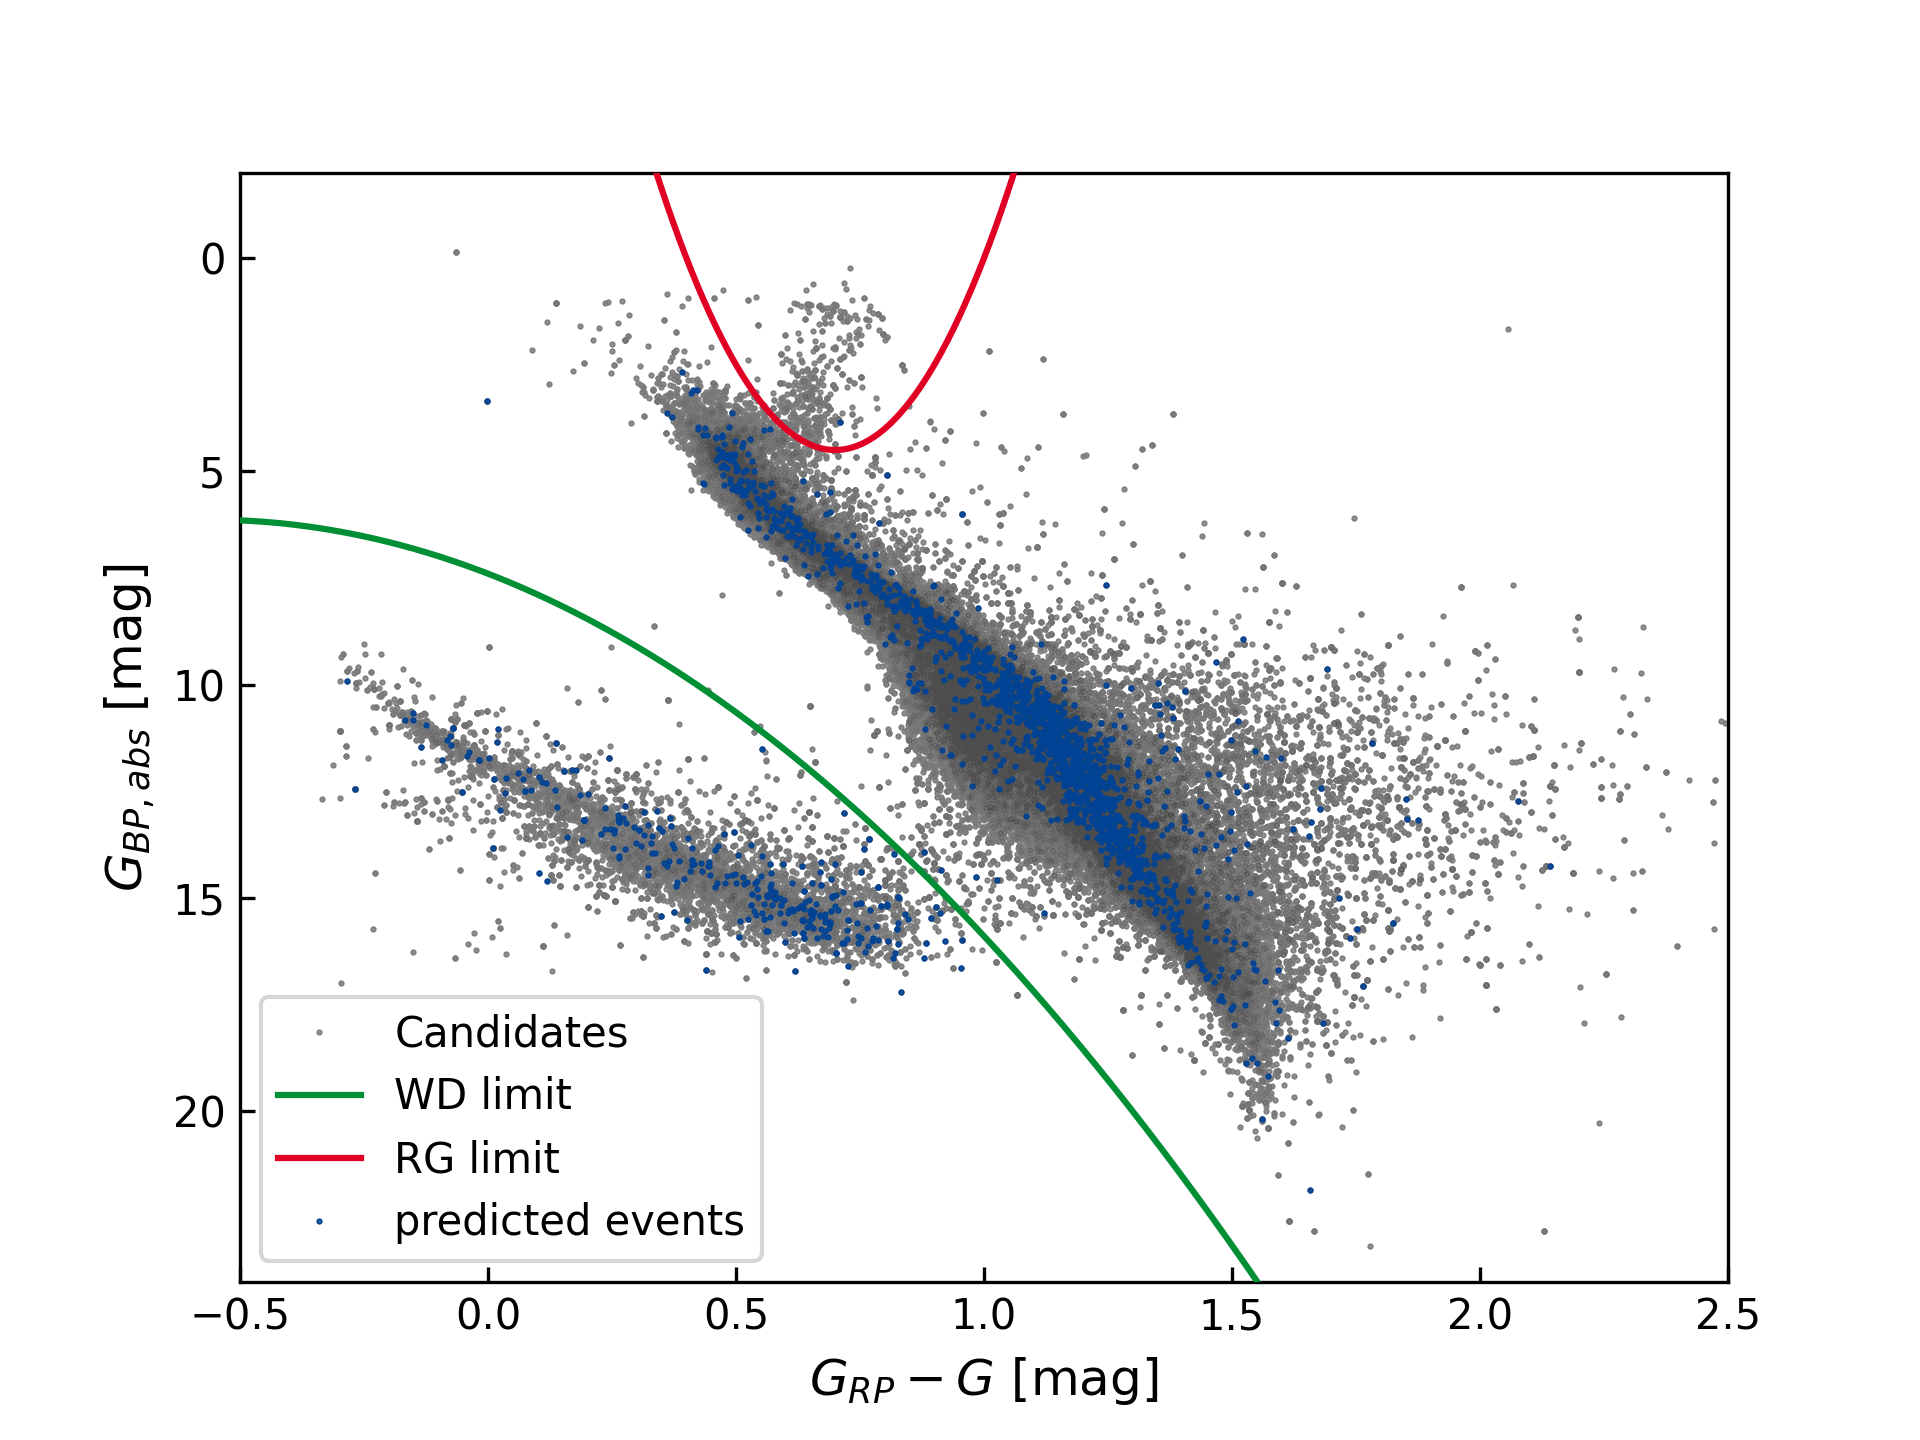 0
5
10
15
20
G_{BP, abs} [mag]
Candidates
WD limit
RG limit
predicted events
−0.5 0.0 0.5 1.0 1.5 2.0 2.5
G_{RP} − G [mag]